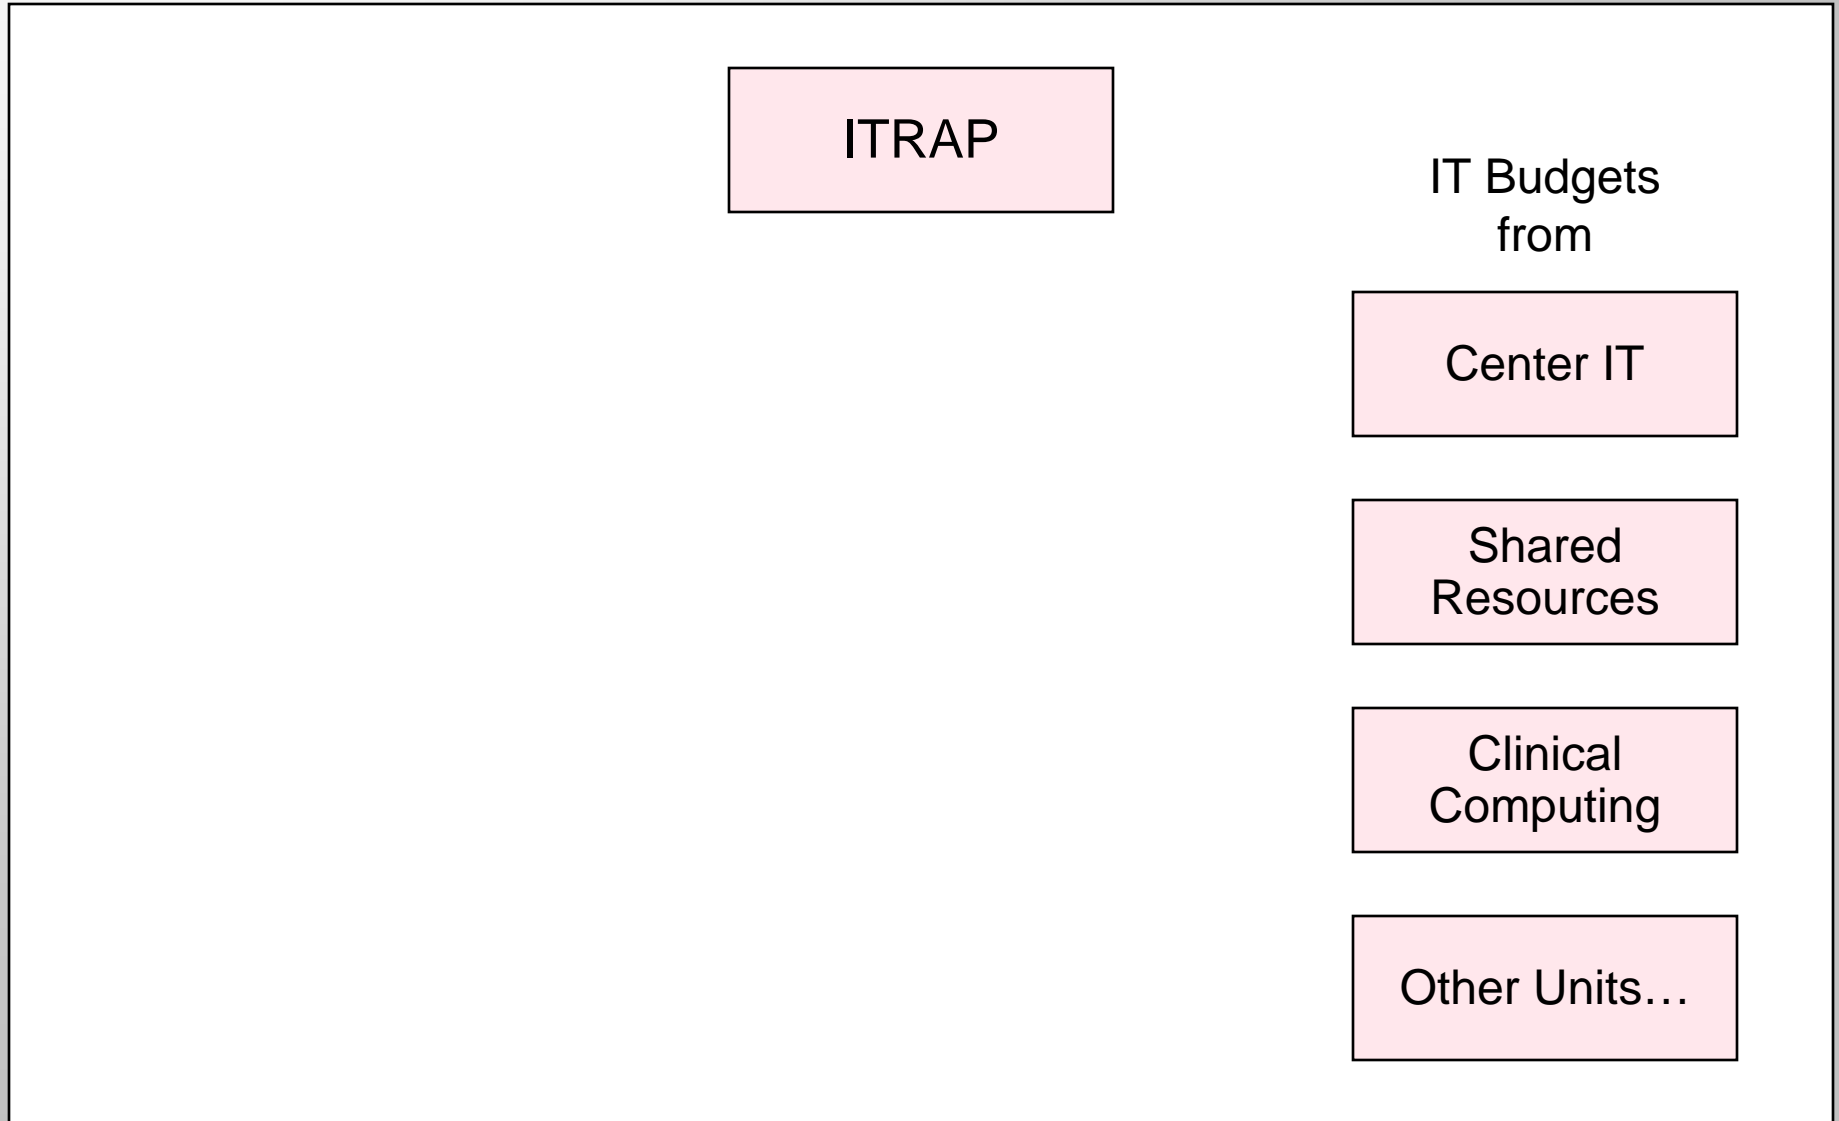 ITRAP
IT Budgets
from
Center IT
Shared
Resources
Clinical
Computing
Other Units…